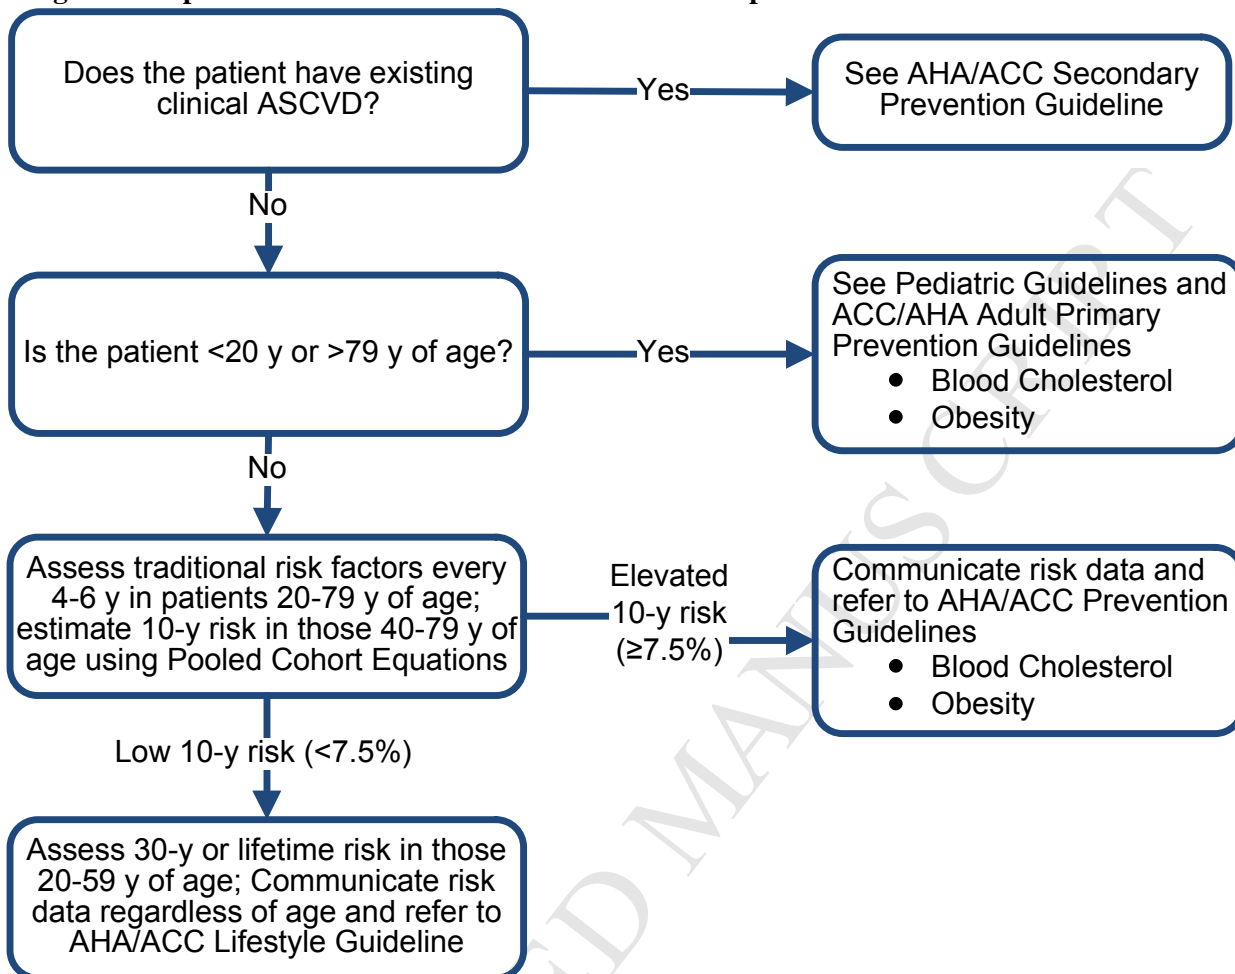 Does the patient have existing
clinical ASCVD?
Yes
See AHA/ACC Secondary
Prevention Guideline
No
Is the patient <20 y or >79 y of age?
Yes
See Pediatric Guidelines and
ACC/AHA Adult Primary
Prevention Guidelines
• Blood Cholesterol
• Obesity
No
Assess traditional risk factors every
4-6 y in patients 20-79 y of age;
estimate 10-y risk in those 40-79 y of
age using Pooled Cohort Equations
Elevated
10-y risk
(≥7.5%)
Communicate risk data and
refer to AHA/ACC Prevention
Guidelines
• Blood Cholesterol
• Obesity
Low 10-y risk (<7.5%)
Assess 30-y or lifetime risk in those
20-59 y of age; Communicate risk
data regardless of age and refer to
AHA/ACC Lifestyle Guideline
ED MANUSCRIPT